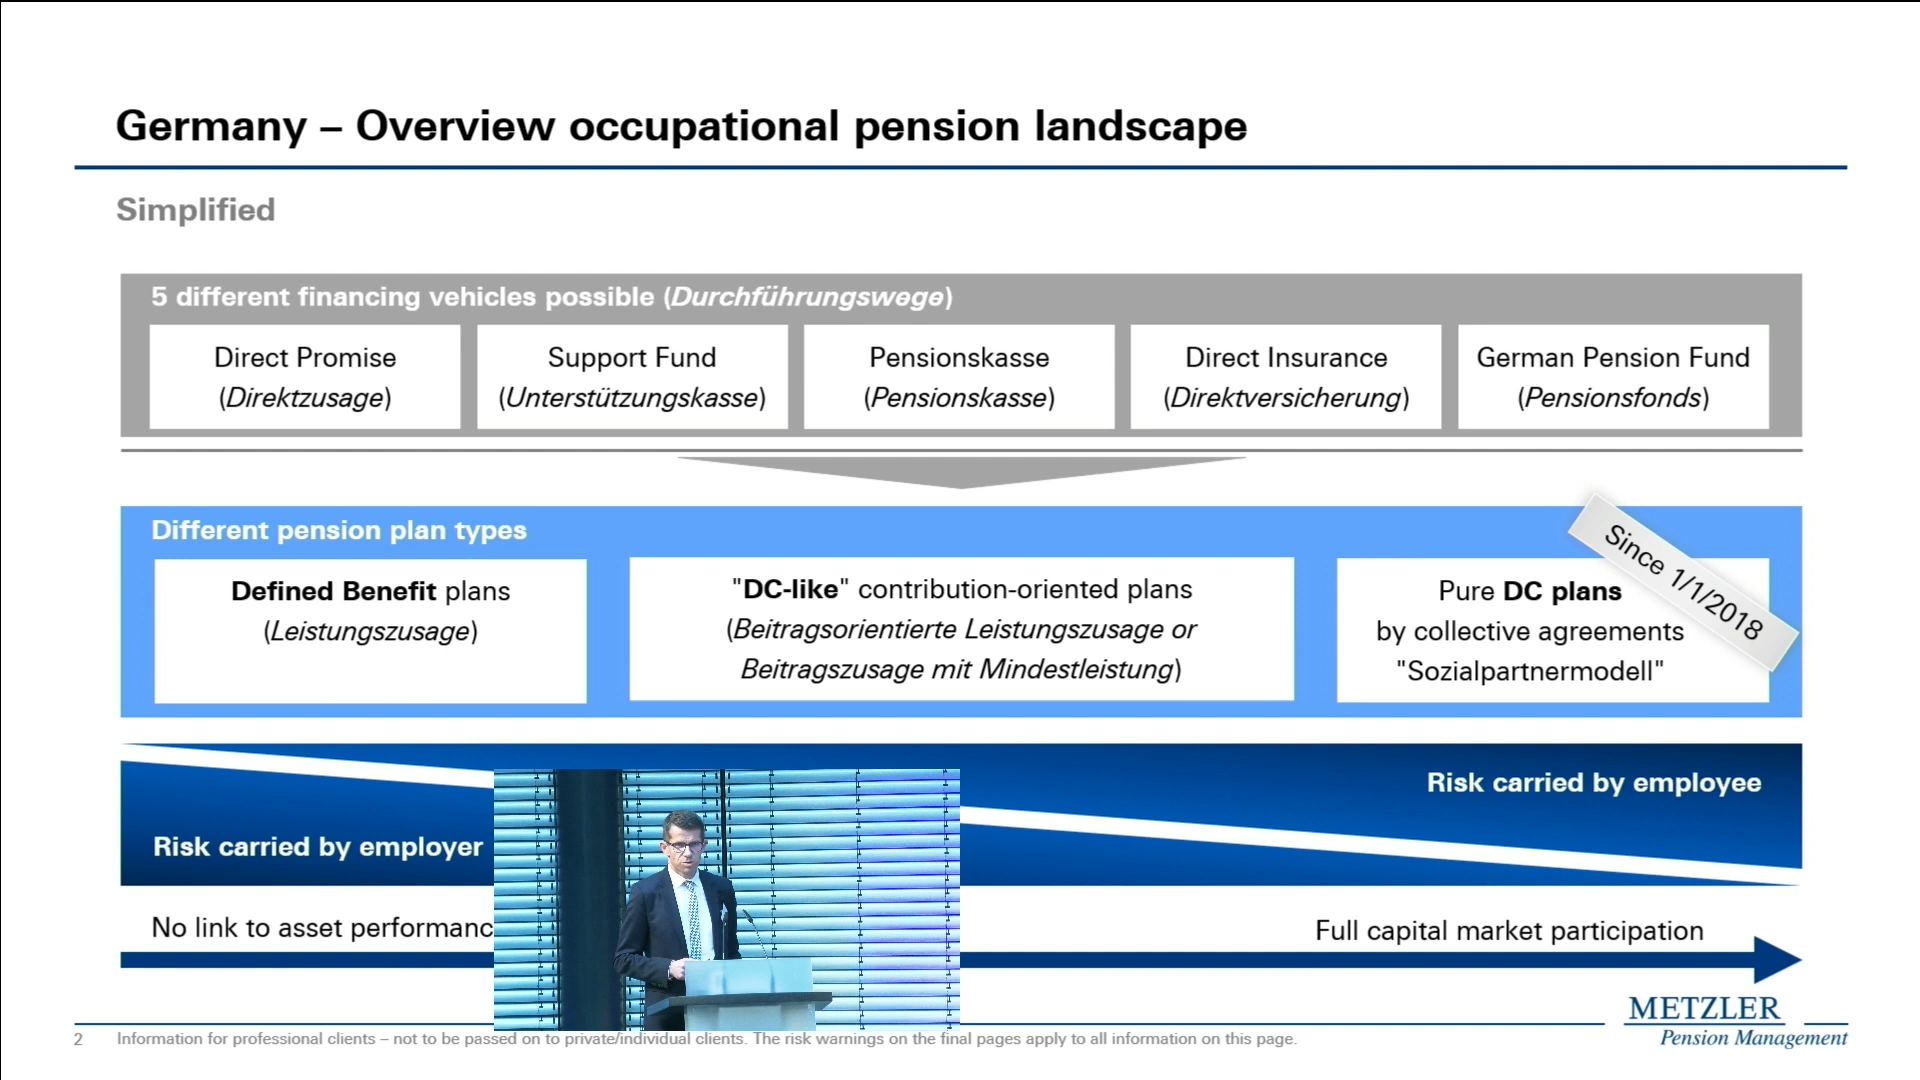 Germany – Overview occupational pension landscape
Simplified
5 different financing vehicles possible (Durchführungswege)
Direct Promise
(Direktzusage)
Support Fund
(Unterstützungskasse)
Pensionskasse
(Pensionskasse)
Direct Insurance
(Direktversicherung)
German Pension Fund
(Pensionsfonds)
Different pension plan types
Since 1/1/2018
Defined Benefit plans
(Leistungszusage)
"DC-like" contribution-oriented plans
(Beitragsorientierte Leistungszusage or
Beitragszusage mit Mindestleistung)
Pure DC plans
by collective agreements
"Sozialpartnermodell"
Risk carried by employee
Risk carried by employer
No link to asset performanc
Full capital market participation
METZLER
Pension Management
2 Information for professional clients – not to be passed on to private/individual clients. The risk warnings on the final pages apply to all information on this page.